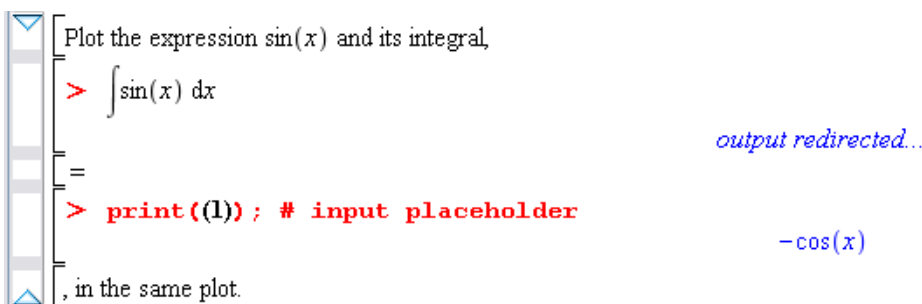 Plot the expression sin(x) and its integral,
> ∫sin(x) dx
output redirected...
=
> print((1)); # input placeholder
−cos(x)
, in the same plot.